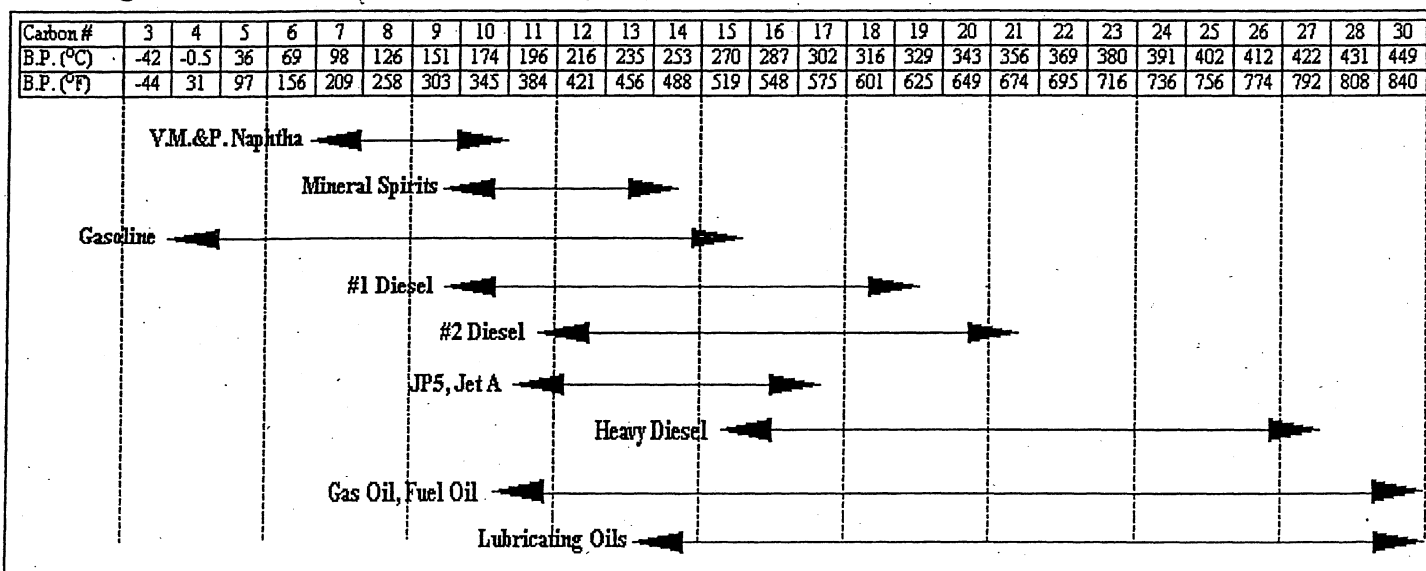 Carbon # 3 4 5 6 7 8 9 10 11 12 13 14 15 16 17 18 19 20 21 22 23 24 25 26 27 28 30
B.P. (ºC) -42 -0.5 36 69 98 126 151 174 196 216 235 253 270 287 302 316 329 343 356 369 380 391 402 412 422 431 449
B.P. (ºF) -44 31 97 156 209 258 303 345 384 421 456 488 519 548 575 601 625 649 674 695 716 736 756 774 792 808 840
V.M.&P. Naphtha
Mineral Spirits
Gasoline
#1 Diesel
#2 Diesel
JP5, Jet A
Heavy Diesel
Gas Oil, Fuel Oil
Lubricating Oils